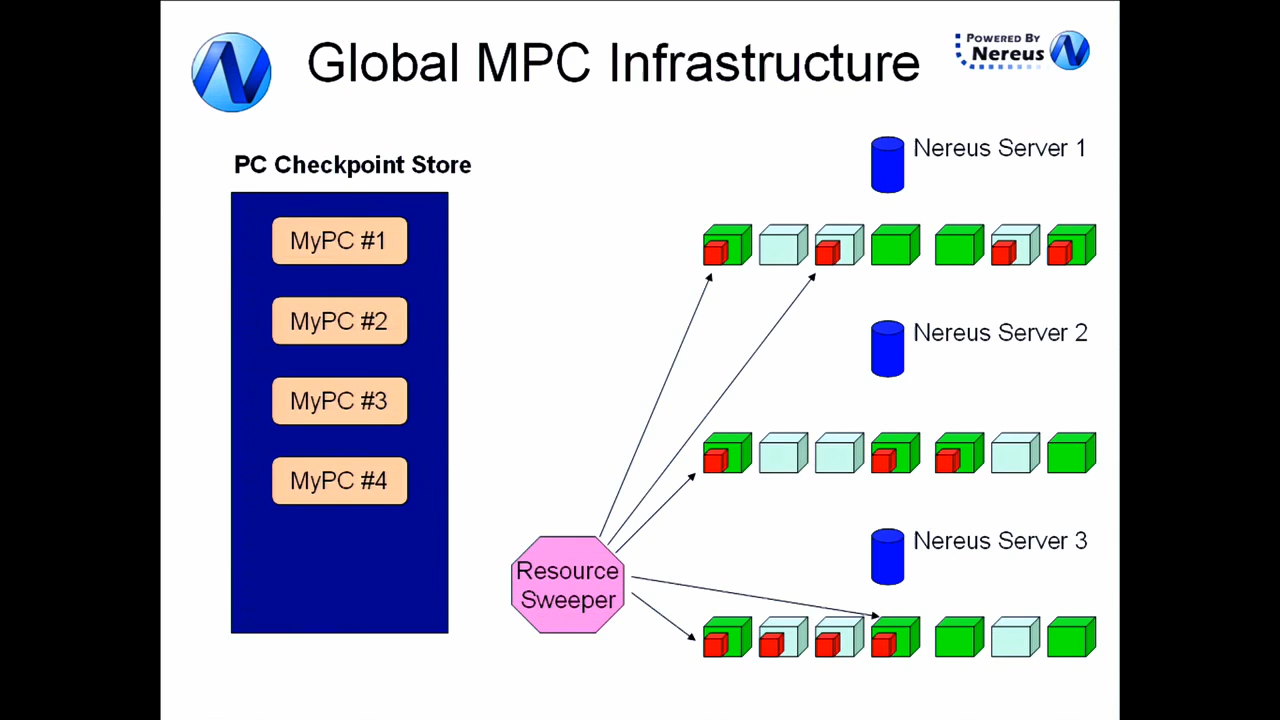 Global MPC Infrastructure
POWERED BY
Nereus
PC Checkpoint Store
MyPC #1
MyPC #2
MyPC #3
MyPC #4
Nereus Server 1
Nereus Server 2
Nereus Server 3
Resource
Sweeper